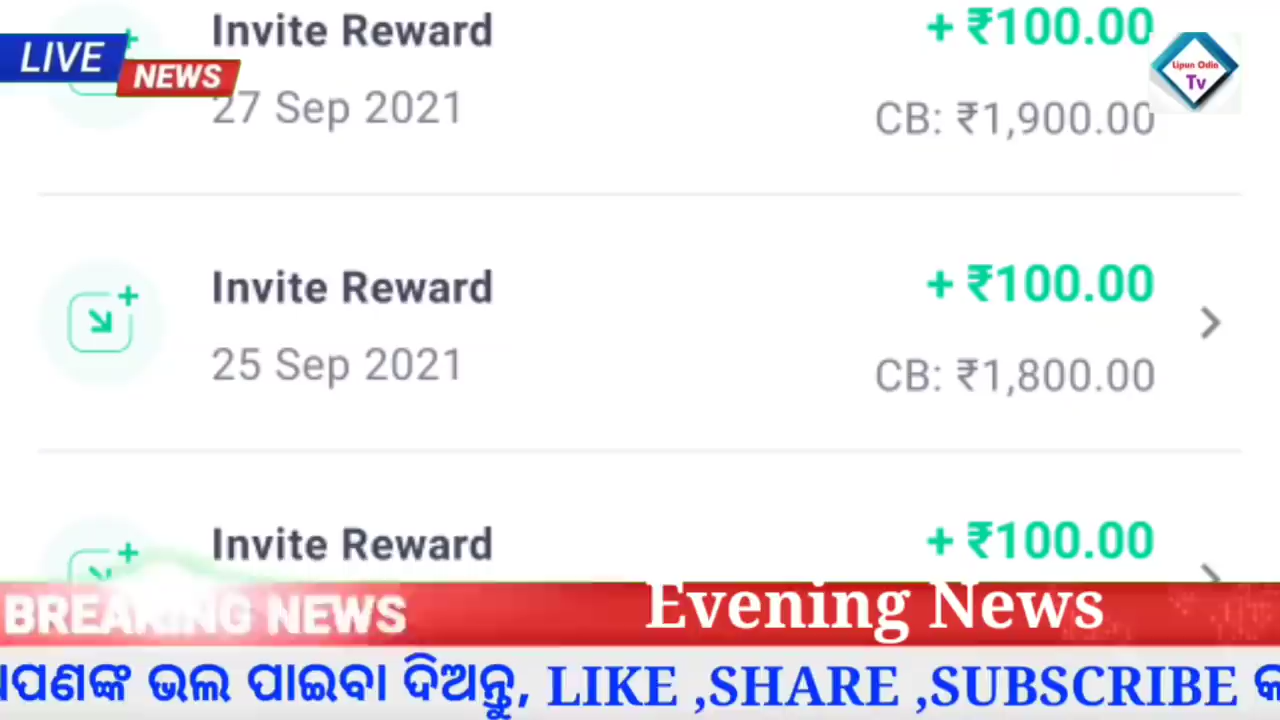 Invite Reward
+ ₹100.00
LIVE
NEWS
27 Sep 2021
CB: ₹1,900.00
Lipun Odia
Tv
Invite Reward
+ ₹100.00
25 Sep 2021
CB: ₹1,800.00
Invite Reward
+ ₹100.00
BREAKING NEWS
Evening News
ଆପଣଙ୍କ ଭଲ ପାଇବା ଦିଅନ୍ତୁ, LIKE ,SHARE ,SUBSCRIBE